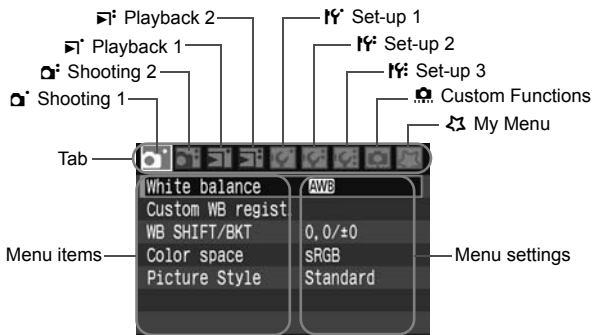 Playback 2
Set-up 1
Playback 1
Set-up 2
Shooting 2
Set-up 3
Shooting 1
Custom Functions
My Menu
Tab
White balance AWB
Custom WB regist.
WB SHIFT/BKT 0,0/±0
Menu items
Color space sRGB
Menu settings
Picture Style Standard